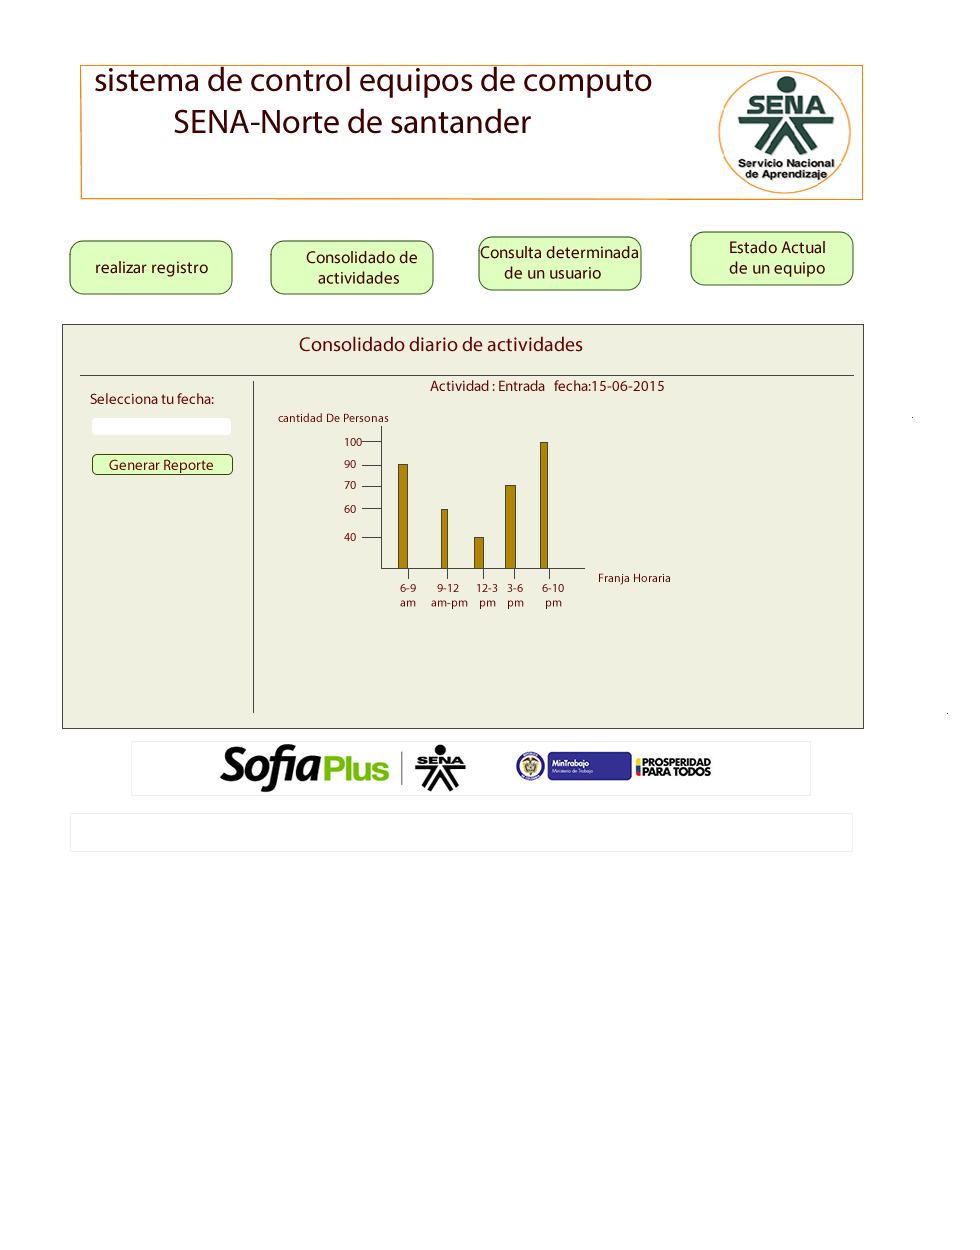 sistema de control equipos de computo
SENA-Norte de santander
SENA
Servicio Nacional
de Aprendizaje
realizar registro
Consolidado de
actividades
Consulta determinada
de un usuario
Estado Actual
de un equipo
Consolidado diario de actividades
Selecciona tu fecha:
Generar Reporte
Actividad : Entrada fecha:15-06-2015
cantidad De Personas
100
90
70
60
40
6-9
am
9-12
am-pm
12-3
pm
3-6
pm
6-10
pm
Franja Horaria
SofiaPlus
SENA
MinTrabajo
Ministerio de Trabajo
PROSPERIDAD
PARA TODOS